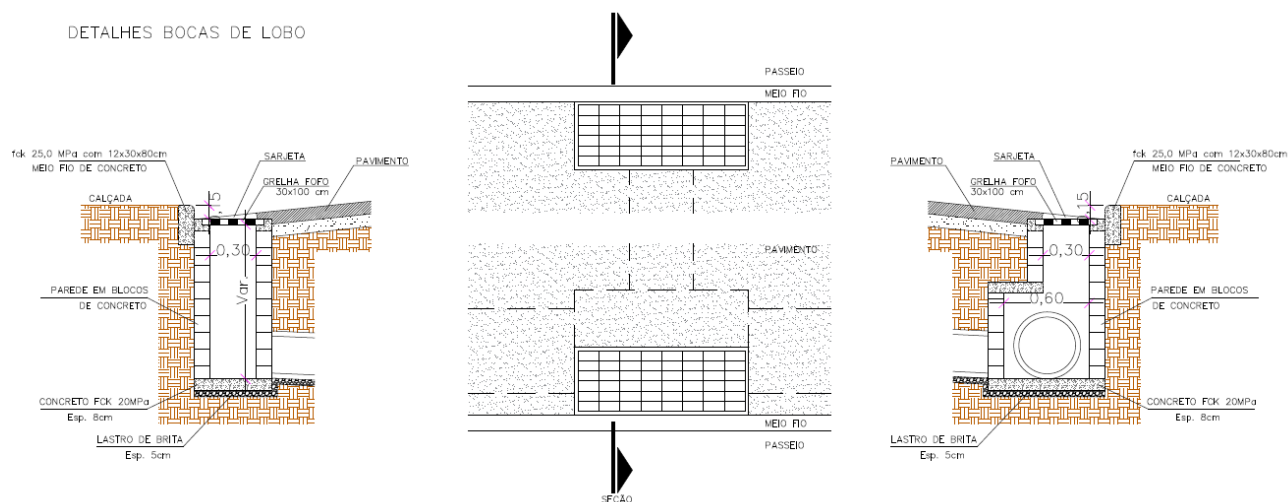 DETALHES BOCAS DE LOBO
fck 25,0 MPa com 12x30x80cm
MEIO FIO DE CONCRETO
SARJETA
PAVIMENTO
GRELHA FOFO
30x100 cm
CALÇADA
15
0,30
Var
PAREDE EM BLOCOS
DE CONCRETO
CONCRETO FCK 20MPa
Esp. 8cm
LASTRO DE BRITA
Esp. 5cm
PASSEIO
MEIO FIO
PAVIMENTO
MEIO FIO
PASSEIO
SEÇÃO
fck 25,0 MPa com 12x30x80cm
MEIO FIO DE CONCRETO
SARJETA
PAVIMENTO
GRELHA FOFO
30x100 cm
CALÇADA
15
0,30
0,60
PAREDE EM BLOCOS
DE CONCRETO
CONCRETO FCK 20MPa
Esp. 8cm
LASTRO DE BRITA
Esp. 5cm